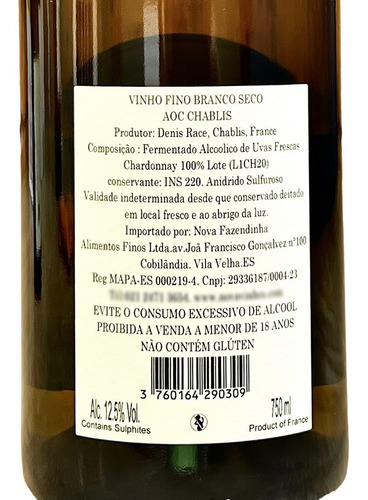 VINHO FINO BRANCO SECO
AOC CHABLIS
Produtor: Denis Race, Chablis, France
Composição : Fermentado Alcoolico de Uvas Frescas
Chardonnay 100% Lote (L1CH20)
conservante: INS 220. Anidrido Sulfuroso
Validade indeterminada desde que conservado deitado
em local fresco e ao abrigo da luz.
Importado por: Nova Fazendinha
Alimentos Finos Ltda.av.Joã Francisco Gonçalvez n°100
Cobilândia. Vila Velha.ES
Reg MAPA-ES 000219-4. Cnpj: 29336187/0004-23
EVITE O CONSUMO EXCESSIVO DE ALCOOL
PROIBIDA A VENDA A MENOR DE 18 ANOS
NÃO CONTÉM GLÚTEN
3 760164 290309
Alc. 12.5% Vol.
750 ml
Contains Sulphites
Product of France